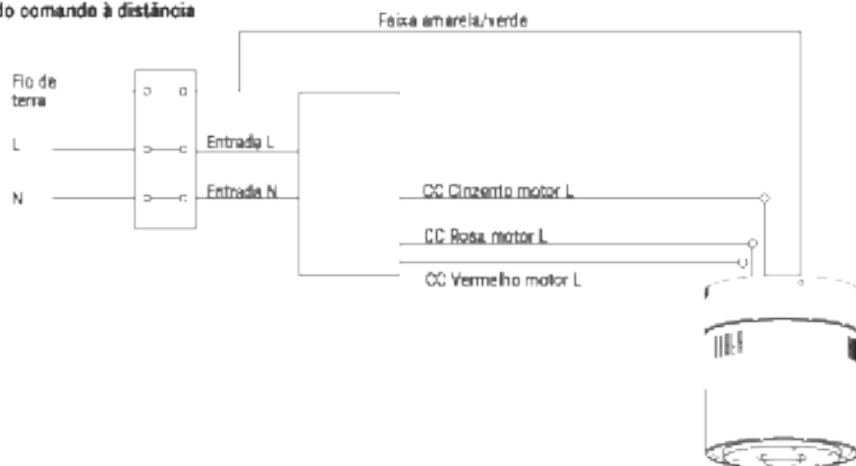 do comando à distância
Faixa amarela/verde
Fio de
terra
L
Entrada L
N
Entrada N
CC Cinzento motor L
CC Rosa motor L
CC Vermelho motor L